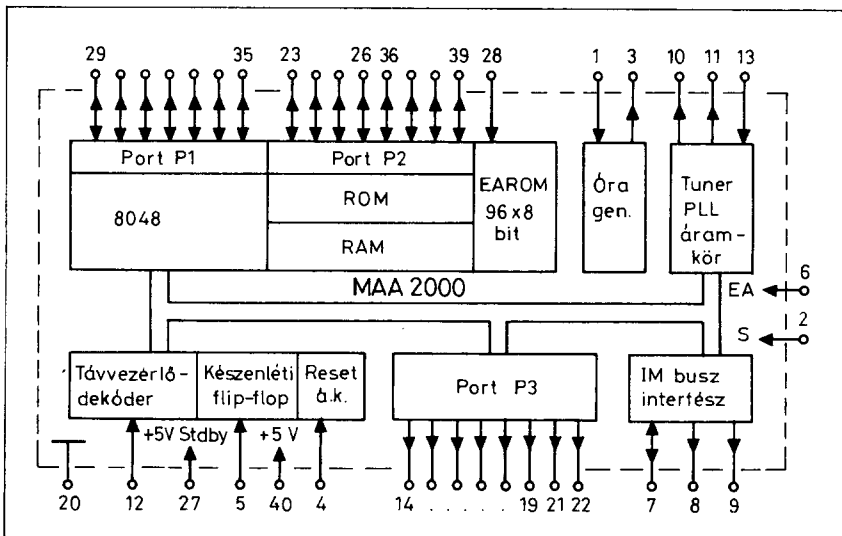 29 35 23 26 36 39 28 1 3 10 11 13
Port P1
Port P2
8048
ROM
RAM
EAROM
96 x 8
bit
Óra
gen.
Tuner
PLL
áram-
kör
MAA 2000
EA
6
S
2
Távvezérlő-
dekóder
Készenléti
flip-flop
Reset
á.k.
Port P3
IM busz
interfész
+5V Stdby
+5 V
20 12 27 5 40 4 14 . . . . . 19 21 22 7 8 9